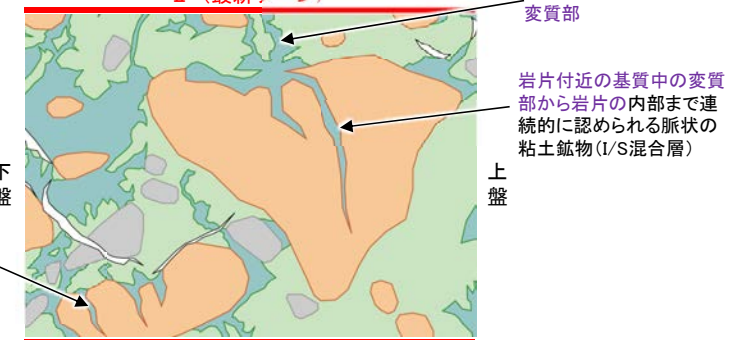 変質部
岩片付近の基質中の変質
部から岩片の内部まで連
続的に認められる脈状の
粘土鉱物(I/S混合層)
下
盤
上
盤